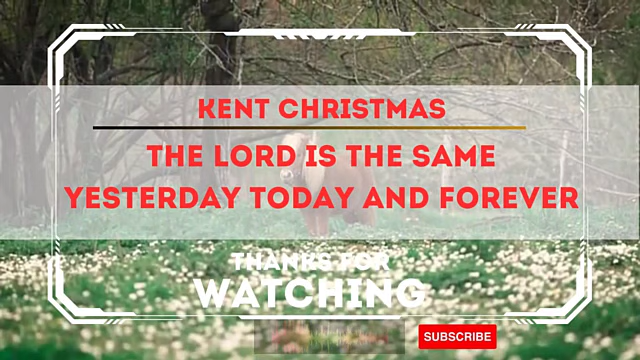 KENT CHRISTMAS
THE LORD IS THE SAME
YESTERDAY TODAY AND FOREVER
THANKS FOR
WATCHING
SUBSCRIBE